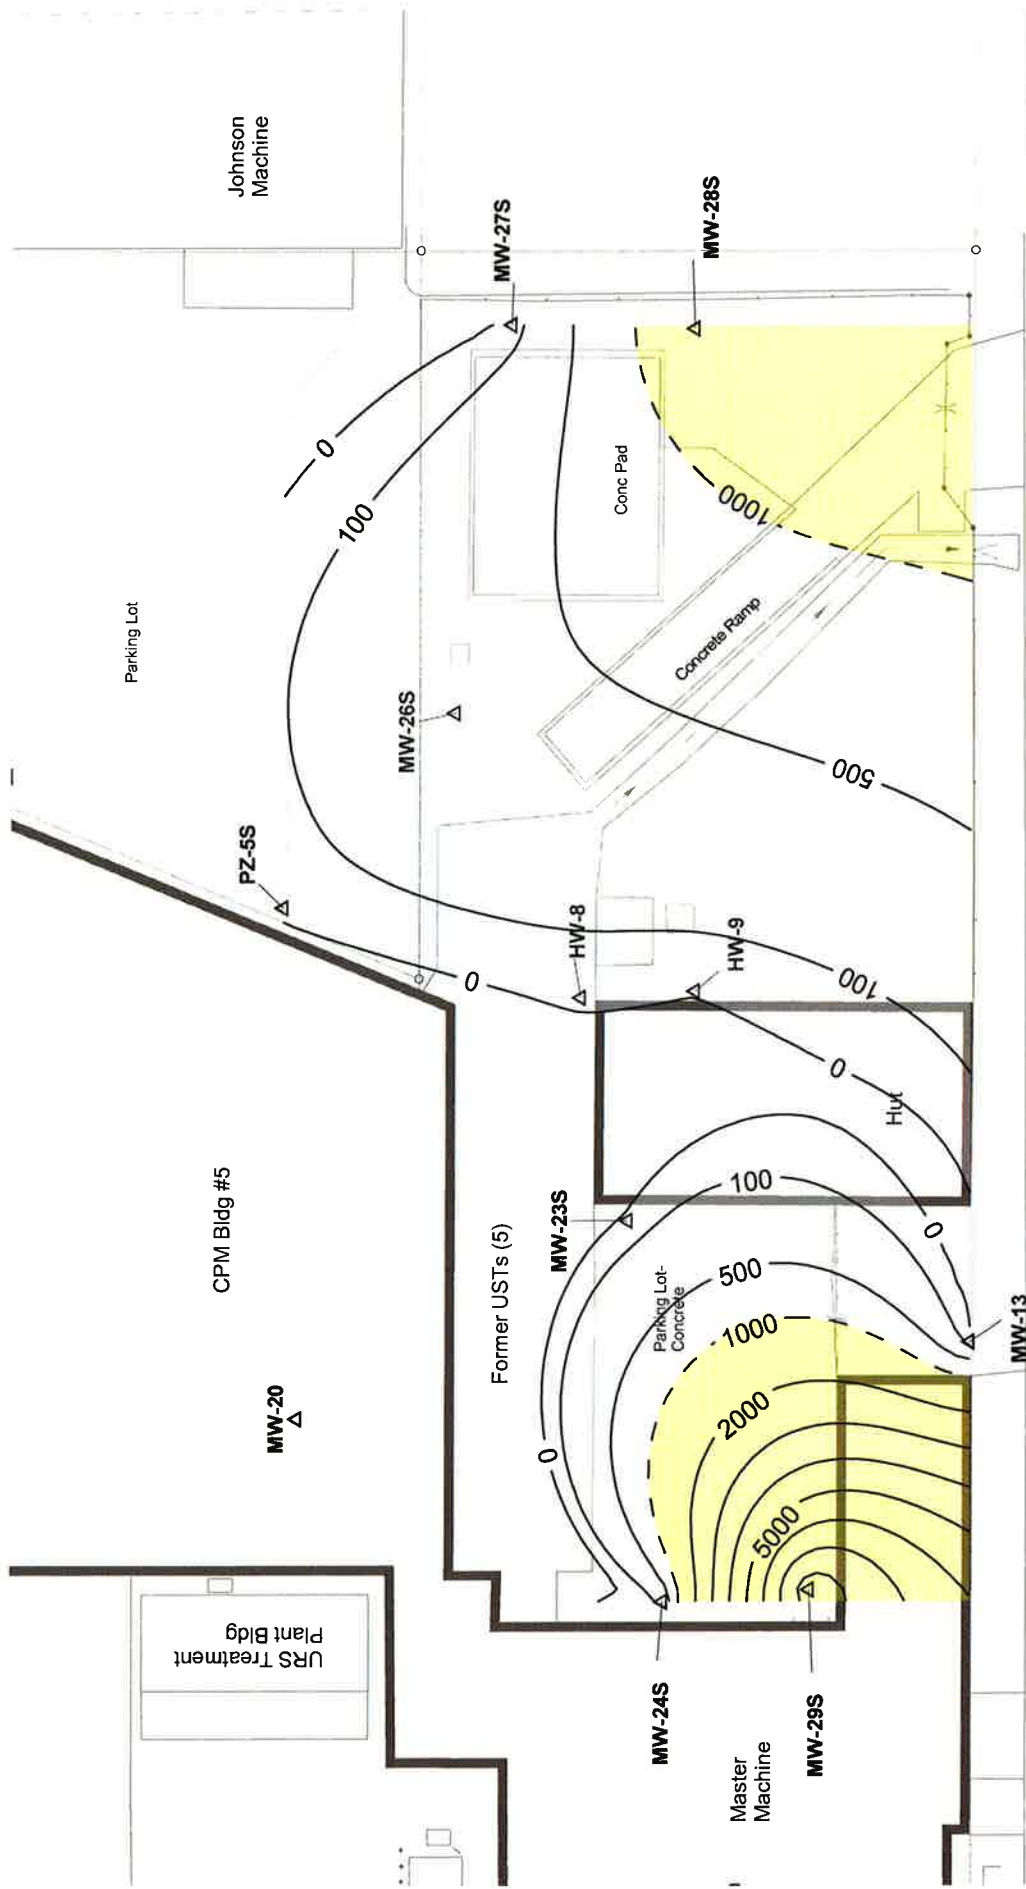 Johnson
Machine
MW-27S
MW-28S
0
100
Conc Pad
1000
Parking Lot
Concrete Ramp
MW-26S
500
PZ-5S
HW-8
0
HW-9
100
0
Hut
CPM Bldg #5
MW-23S
100
0
Former USTs (5)
500
Parking Lot-
Concrete
1000
MW-13
MW-20
2000
0
5000
URS Treatment
Plant Bldg
MW-24S
MW-29S
Master
Machine